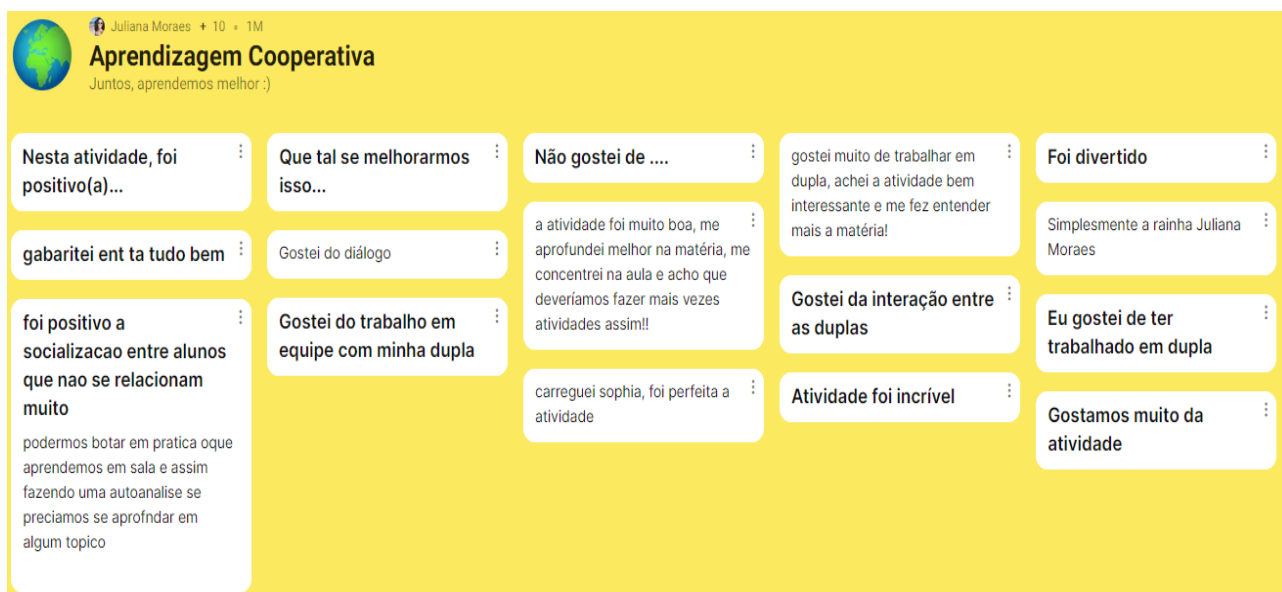 Juliana Moraes + 10 • 1M
Aprendizagem Cooperativa
Juntos, aprendemos melhor :)
Nesta atividade, foi
positivo(a)...
gabaritei ent ta tudo bem
foi positivo a
socializacao entre alunos
que nao se relacionam
muito
podermos botar em pratica oque
aprendemos em sala e assim
fazendo uma autoanalise se
preciamos se aprofndar em
algum topico
Que tal se melhorarmos
isso...
Gostei do diálogo
Gostei do trabalho em
equipe com minha dupla
Não gostei de ....
a atividade foi muito boa, me
aprofundei melhor na matéria, me
concentrei na aula e acho que
deveríamos fazer mais vezes
atividades assim!!
carreguei sophia, foi perfeita a
atividade
gostei muito de trabalhar em
dupla, achei a atividade bem
interessante e me fez entender
mais a matéria!
Gostei da interação entre
as duplas
Atividade foi incrível
Foi divertido
Simplesmente a rainha Juliana
Moraes
Eu gostei de ter
trabalhado em dupla
Gostamos muito da
atividade